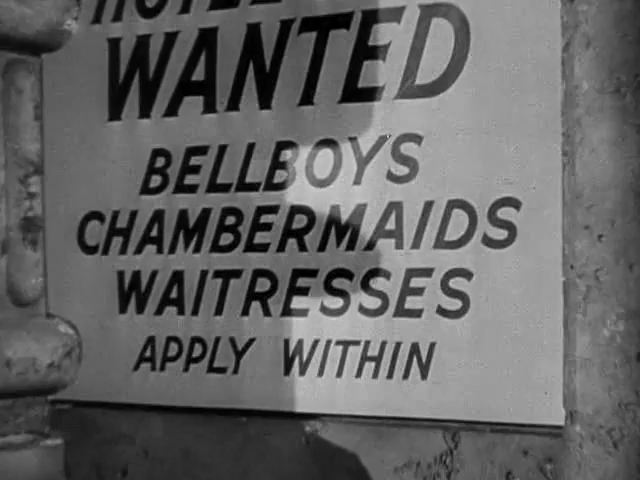 WANTED
BELLBOYS
CHAMBERMAIDS
WAITRESSES
APPLY WITHIN